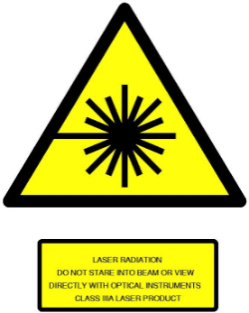 LASER RADIATION
DO NOT STARE INTO BEAM OR VIEW
DIRECTLY WITH OPTICAL INSTRUMENTS
CLASS IIIA LASER PRODUCT